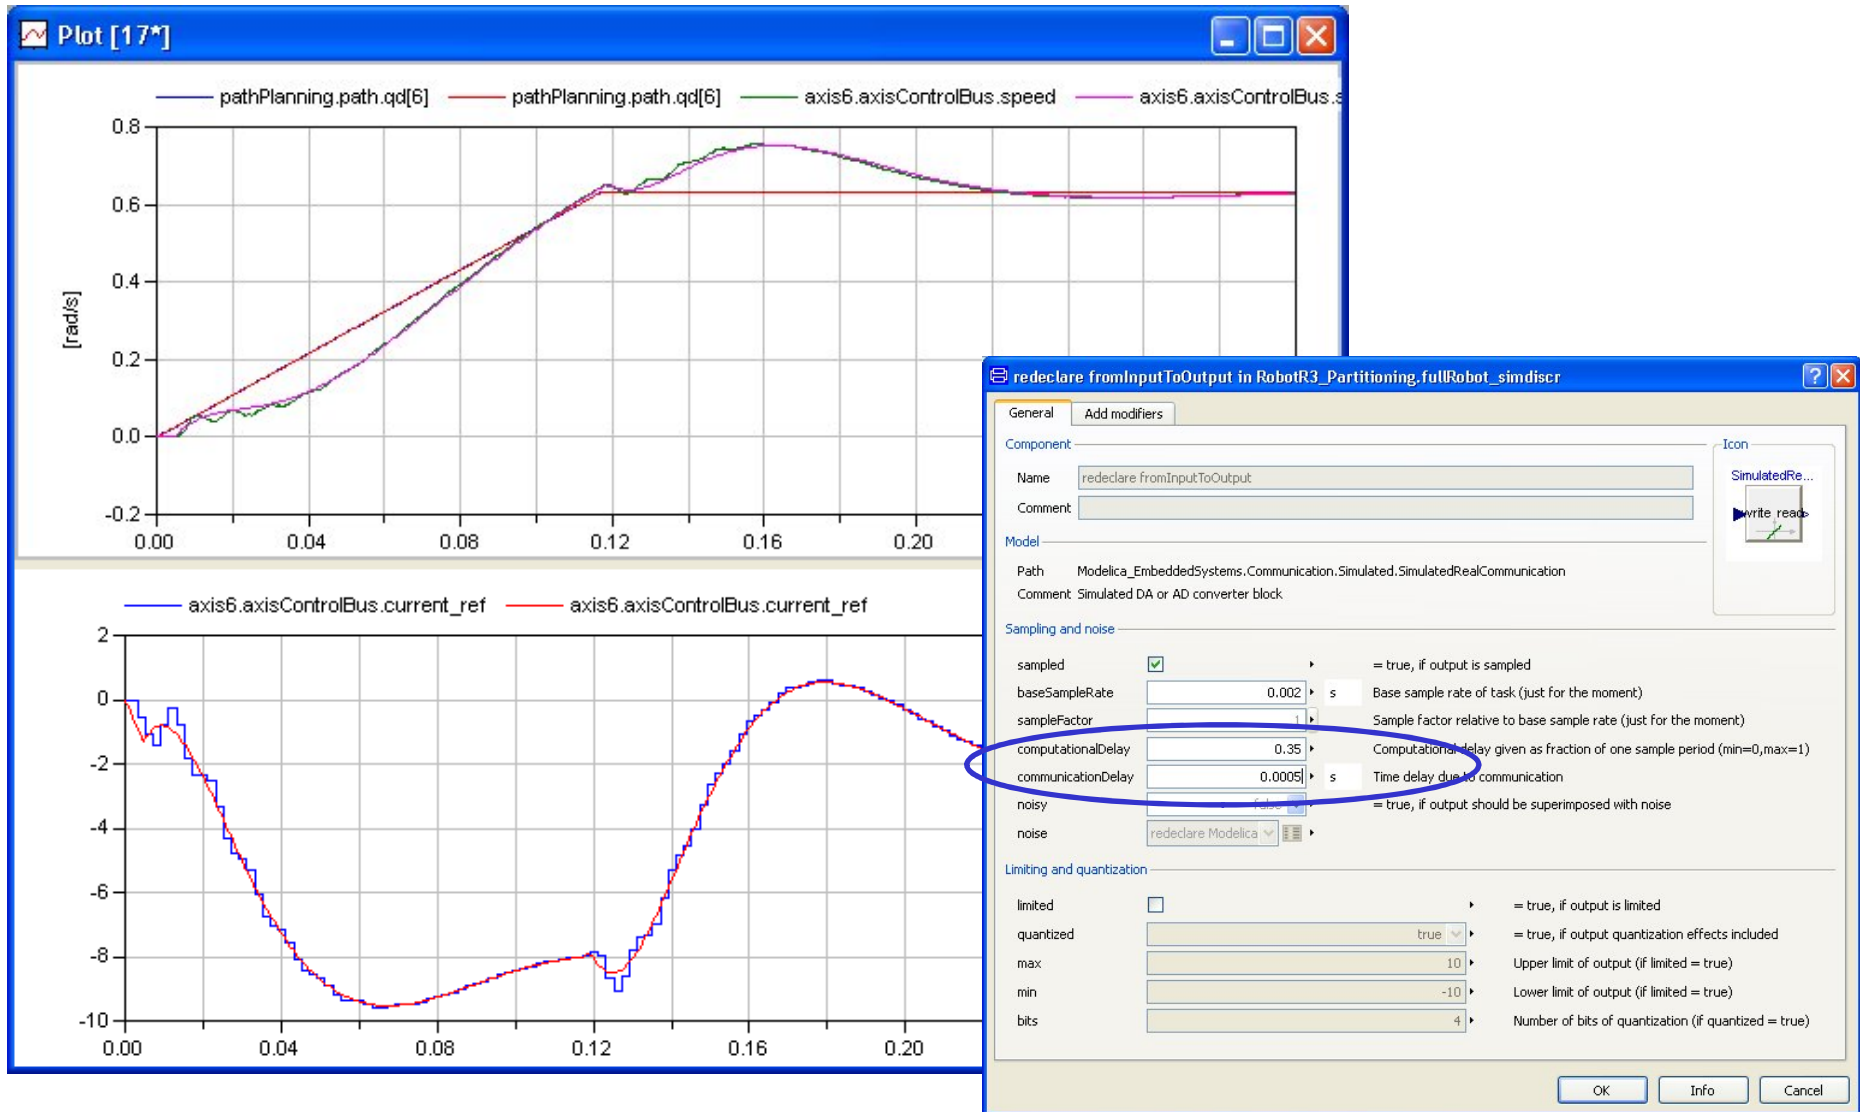 Plot [17*]
pathPlanning.path.qd[6] pathPlanning.path.qd[6] axis6.axisControlBus.speed axis6.axisControlBus.s
0.8
0.6
0.4
0.2
0.0
-0.2
[rad/s]
0.00 0.04 0.08 0.12 0.16 0.20
axis6.axisControlBus.current_ref axis6.axisControlBus.current_ref
2
0
-2
-4
-6
-8
-10
0.00 0.04 0.08 0.12 0.16 0.20
redeclare fromInputToOutput in RobotR3_Partitioning.fullRobot_simdiscr
General Add modifiers
Component
Icon
Name redeclare fromInputToOutput
Comment
SimulatedRe...
write read
Model
Path Modelica_EmbeddedSystems.Communication.Simulated.SimulatedRealCommunication
Comment Simulated DA or AD converter block
Sampling and noise
sampled = true, if output is sampled
baseSampleRate 0.002 s Base sample rate of task (just for the moment)
sampleFactor 1 Sample factor relative to base sample rate (just for the moment)
computationalDelay 0.35 Computational delay given as fraction of one sample period (min=0,max=1)
communicationDelay 0.0005 s Time delay due to communication
noisy false = true, if output should be superimposed with noise
noise redeclare Modelica
Limiting and quantization
limited = true, if output is limited
quantized true = true, if output quantization effects included
max 10 Upper limit of output (if limited = true)
min -10 Lower limit of output (if limited = true)
bits 4 Number of bits of quantization (if quantized = true)
OK Info Cancel